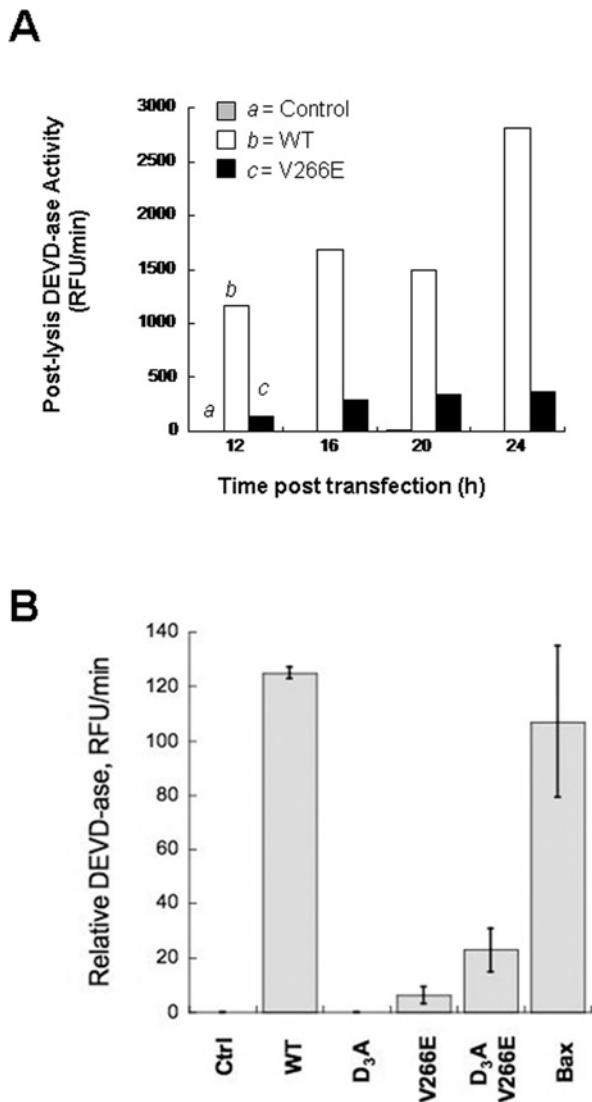 A
Post-lysis DEVD-ase Activity
(RFU/min)
3000
2500
2000
1500
1000
500
0
a = Control
b = WT
c = V266E
a
b
c
12
16
20
24
Time post transfection (h)
B
Relative DEVD-ase, RFU/min
140
120
100
80
60
40
20
0
Ctrl
WT
D₃A
V266E
D₃A
V266E
Bax